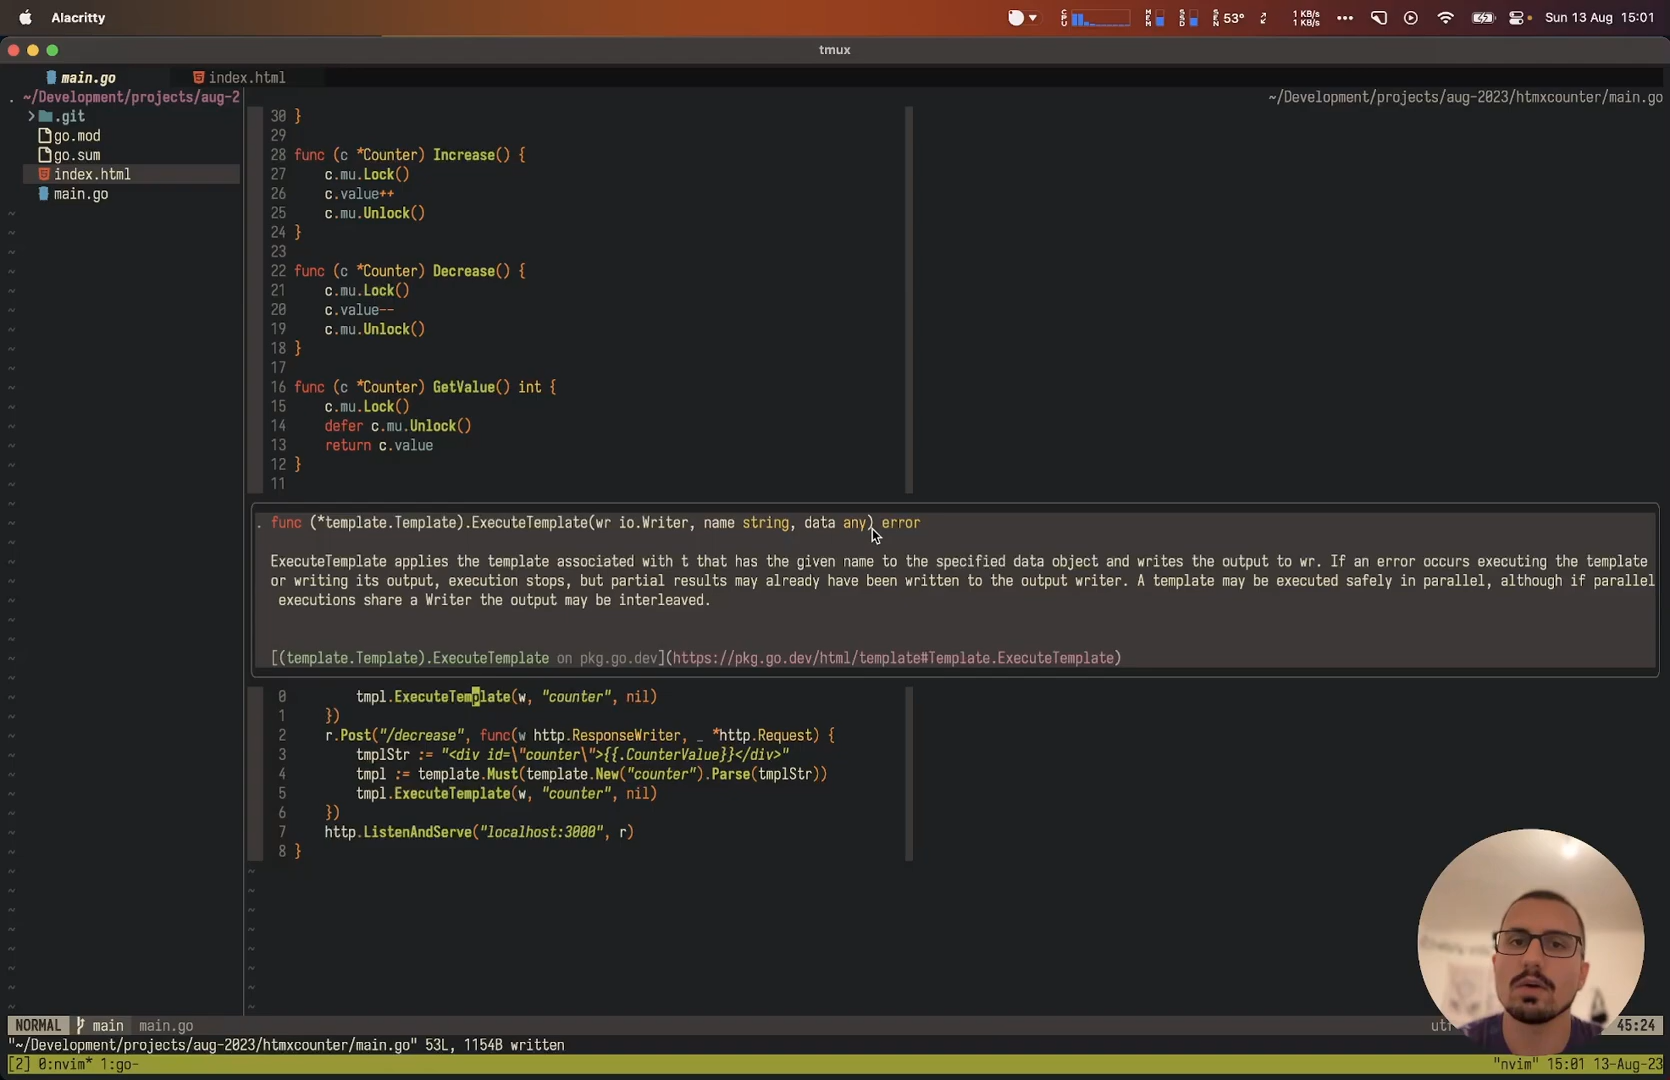 Alacritty
CPU
MEM
SSD
SEN 53°
1 KB/s
1 KB/s
Sun 13 Aug 15:01
tmux
main.go
index.html
~/Development/projects/aug-2
~/Development/projects/aug-2023/htmxcounter/main.go
.git
go.mod
go.sum
index.html
main.go
30 }
29
28 func (c *Counter) Increase() {
27 c.mu.Lock()
26 c.value++
25 c.mu.Unlock()
24 }
23
22 func (c *Counter) Decrease() {
21 c.mu.Lock()
20 c.value--
19 c.mu.Unlock()
18 }
17
16 func (c *Counter) GetValue() int {
15 c.mu.Lock()
14 defer c.mu.Unlock()
13 return c.value
12 }
11
func (*template.Template).ExecuteTemplate(wr io.Writer, name string, data any) error
ExecuteTemplate applies the template associated with t that has the given name to the specified data object and writes the output to wr. If an error occurs executing the template
or writing its output, execution stops, but partial results may already have been written to the output writer. A template may be executed safely in parallel, although if parallel
executions share a Writer the output may be interleaved.
[(template.Template).ExecuteTemplate on pkg.go.dev](https://pkg.go.dev/html/template#Template.ExecuteTemplate)
0 tmpl.ExecuteTemplate(w, "counter", nil)
1 })
2 r.Post("/decrease", func(w http.ResponseWriter, _ *http.Request) {
3 tmplStr := "<div id=\"counter\">{{.CounterValue}}</div>"
4 tmpl := template.Must(template.New("counter").Parse(tmplStr))
5 tmpl.ExecuteTemplate(w, "counter", nil)
6 })
7 http.ListenAndServe("localhost:3000", r)
8 }
NORMAL main main.go
45:24
"~/Development/projects/aug-2023/htmxcounter/main.go" 53L, 1154B written
[2] 0:nvim* 1:go-
"nvim" 15:01 13-Aug-23